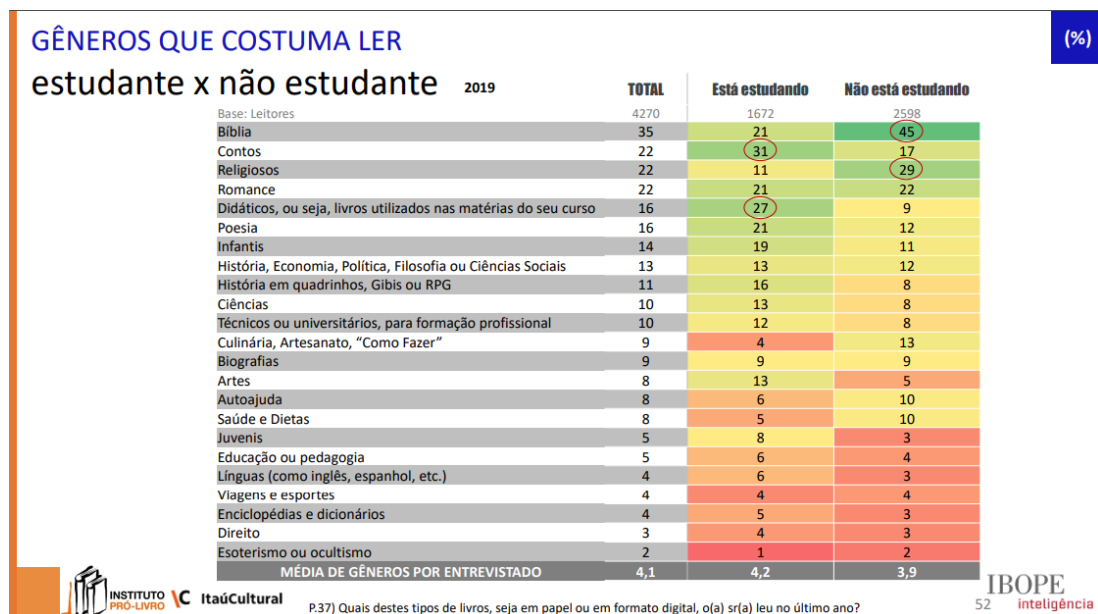 GÊNEROS QUE COSTUMA LER
(%)
estudante x não estudante 2019
TOTAL Está estudando Não está estudando
Base: Leitores 4270 1672 2598
Bíblia 35 21 45
Contos 22 31 17
Religiosos 22 11 29
Romance 22 21 22
Didáticos, ou seja, livros utilizados nas matérias do seu curso 16 27 9
Poesia 16 21 12
Infantis 14 19 11
História, Economia, Política, Filosofia ou Ciências Sociais 13 13 12
História em quadrinhos, Gibis ou RPG 11 16 8
Ciências 10 13 8
Técnicos ou universitários, para formação profissional 10 12 8
Culinária, Artesanato, “Como Fazer” 9 4 13
Biografias 9 9 9
Artes 8 13 5
Autoajuda 8 6 10
Saúde e Dietas 8 5 10
Juvenis 5 8 3
Educação ou pedagogia 5 6 4
Línguas (como inglês, espanhol, etc.) 4 6 3
Viagens e esportes 4 4 4
Enciclopédias e dicionários 4 5 3
Direito 3 4 3
Esoterismo ou ocultismo 2 1 2
MÉDIA DE GÊNEROS POR ENTREVISTADO 4,1 4,2 3,9
INSTITUTO
PRÓ-LIVRO
ItaúCultural
P.37) Quais destes tipos de livros, seja em papel ou em formato digital, o(a) sr(a) leu no último ano?
52
IBOPE
inteligência